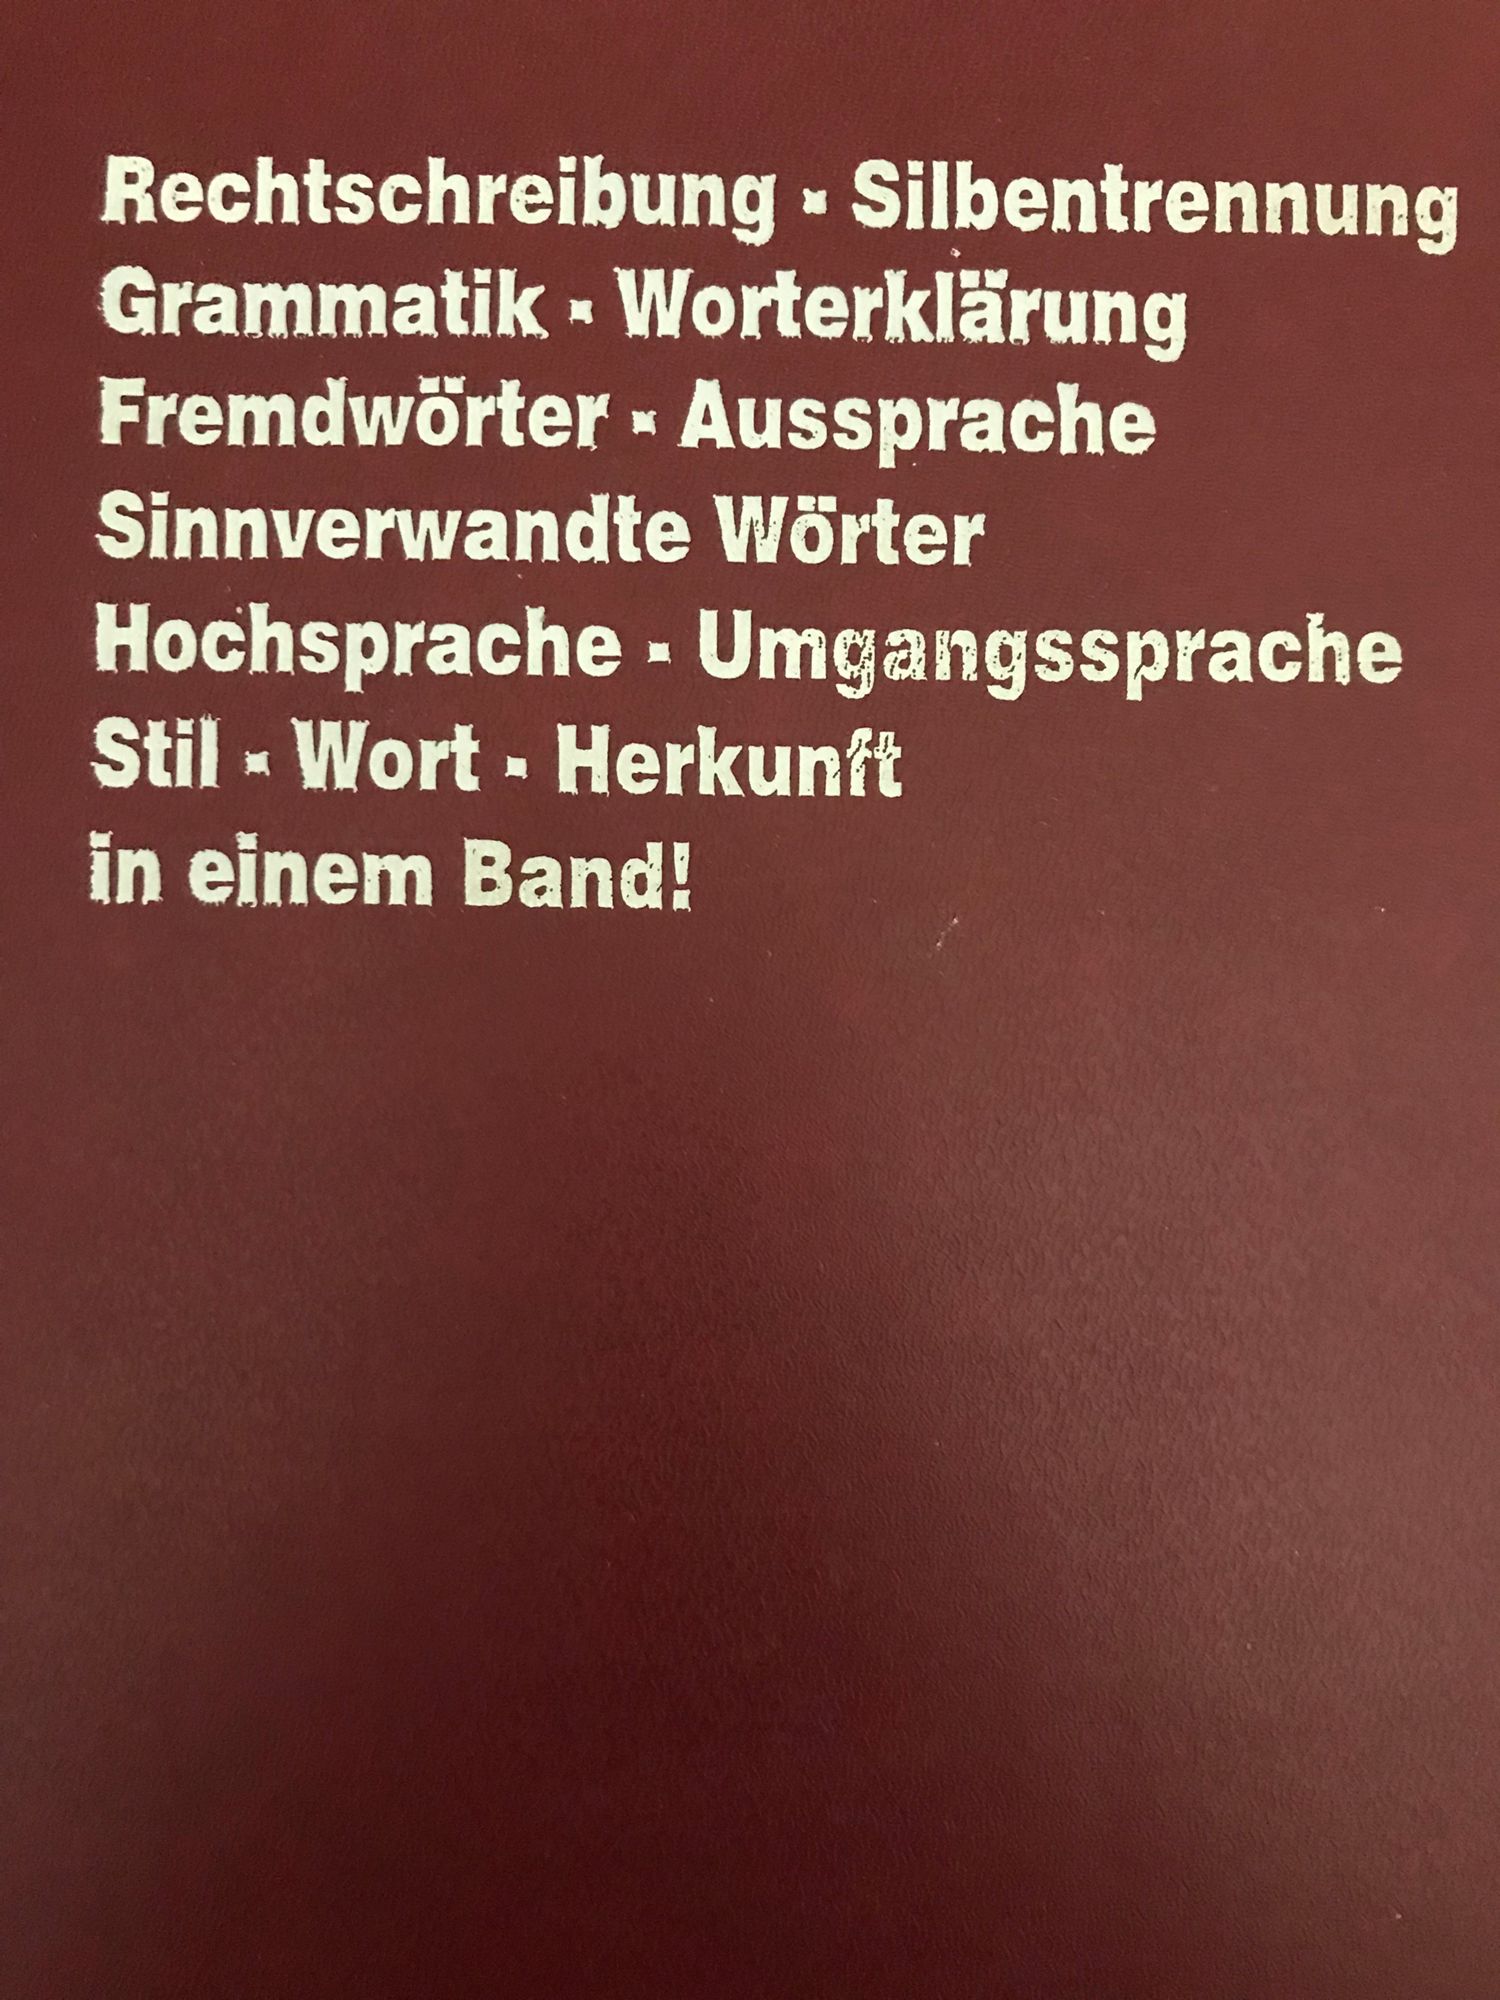 Rechtschreibung ▪ Silbentrennung
Grammatik ▪ Worterklärung
Fremdwörter ▪ Aussprache
Sinnverwandte Wörter
Hochsprache ▪ Umgangssprache
Stil ▪ Wort ▪ Herkunft
in einem Band!